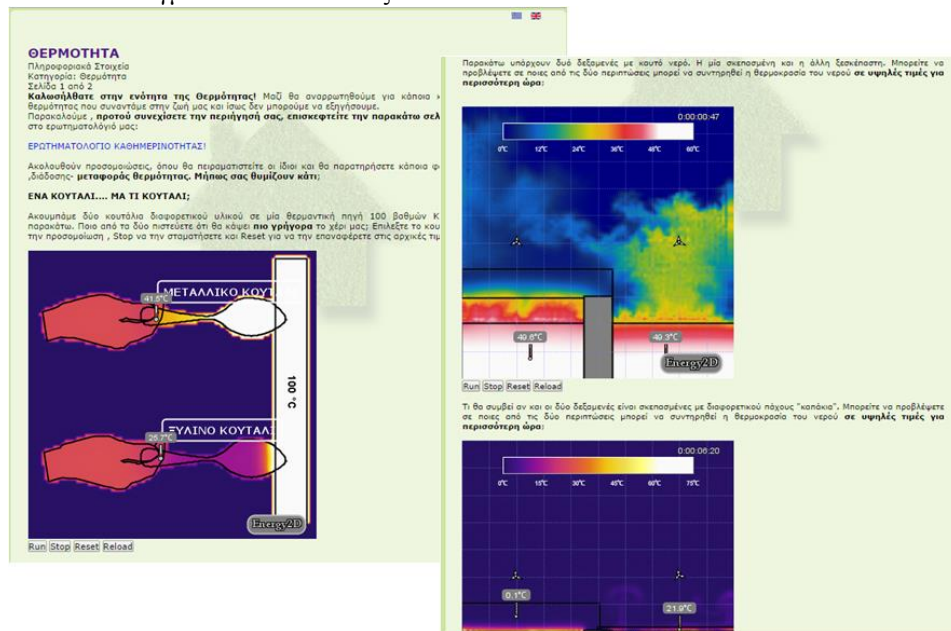 ΘΕΡΜΟΤΗΤΑ
Πληροφοριακά Στοιχεία
Κατηγορία: Θερμότητα
Σελίδα 1 από 2
Καλωσήλθατε στην ενότητα της Θερμότητας! Μαζί θα αναρρωτηθούμε για κάποια
θερμότητας που συναντάμε στην ζωή μας και ίσως δεν μπορούμε να εξηγήσουμε.
Παρακαλούμε , προτού συνεχίσετε την περιήγησή σας, επισκεφτείτε την παρακάτω σελ
στο ερωτηματολόγιό μας:
ΕΡΩΤΗΜΑΤΟΛΟΓΙΟ ΚΑΘΗΜΕΡΙΝΟΤΗΤΑΣ!
Ακολουθούν προσομοιώσεις, όπου θα πειραματιστείτε οι ίδιοι και θα παρατηρήσετε κάποια φ
,διάδοσης- μεταφοράς θερμότητας. Μήπως σας θυμίζουν κάτι;
ΕΝΑ ΚΟΥΤΑΛΙ.... ΜΑ ΤΙ ΚΟΥΤΑΛΙ;
Ακουμπάμε δύο κουτάλια διαφορετικού υλικού σε μία θερμαντική πηγή 100 βαθμών Κ
παρακάτω. Ποιο από τα δύο πιστεύετε ότι θα κάψει πιο γρήγορα το χέρι μας; Επιλεξτε το κου
την προσομοίωση , Stop να την σταματήσετε και Reset για να την επαναφέρετε στις αρχικές τιμ
ΜΕΤΑΛΛΙΚΟ ΚΟΥΤ
41.5°C
100 °C
ΞΥΛΙΝΟ ΚΟΥΤΑΛΙ
25.7°C
Energy2D
Run Stop Reset Reload
Παρακάτω υπάρχουν δυό δεξαμενές με καυτό νερό. Η μία σκεπασμένη και η άλλη ξεσκέπαστη. Μπορείτε να
προβλέψετε σε ποιες από τις δύο περιπτώσεις μπορεί να συντηρηθεί η θερμοκρασία του νερού σε υψηλές τιμές για
περισσότερη ώρα:
0:00:00:47
0°C 12°C 24°C 36°C 48°C 60°C
49.6°C 49.3°C
Energy2D
Run Stop Reset Reload
Τι θα συμβεί αν και οι δύο δεξαμενές είναι σκεπασμένες με διαφορετικού πάχους "καπάκια". Μπορείτε να προβλέψετε
σε ποιες από τις δύο περιπτώσεις μπορεί να συντηρηθεί η θερμοκρασία του νερού σε υψηλές τιμές για
περισσότερη ώρα:
0:00:06:20
0°C 15°C 30°C 45°C 60°C 75°C
0.1°C 21.9°C